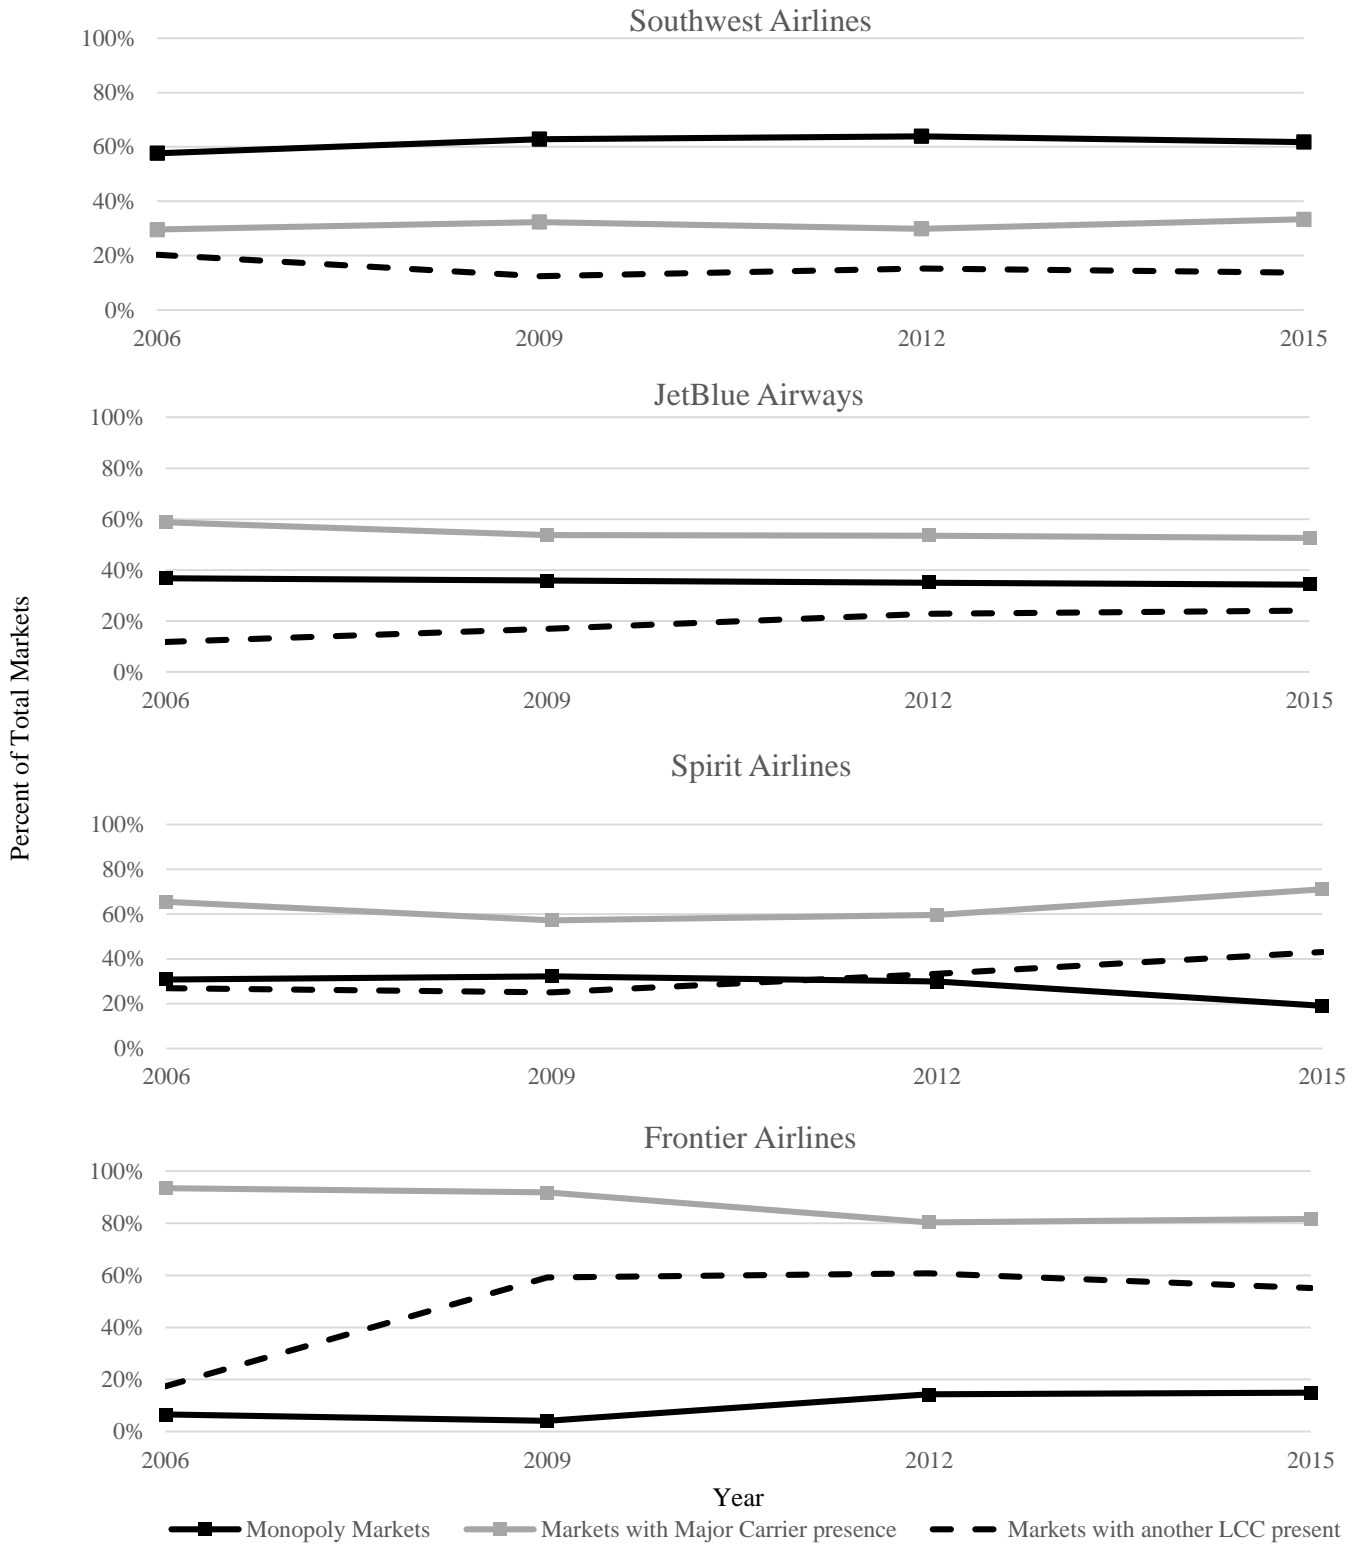 Southwest Airlines
100%
80%
60%
40%
20%
0%
2006 2009 2012 2015
JetBlue Airways
100%
80%
60%
40%
20%
0%
2006 2009 2012 2015
Percent of Total Markets
Spirit Airlines
100%
80%
60%
40%
20%
0%
2006 2009 2012 2015
Frontier Airlines
100%
80%
60%
40%
20%
0%
2006 2009 2012 2015
Year
Monopoly Markets Markets with Major Carrier presence Markets with another LCC present